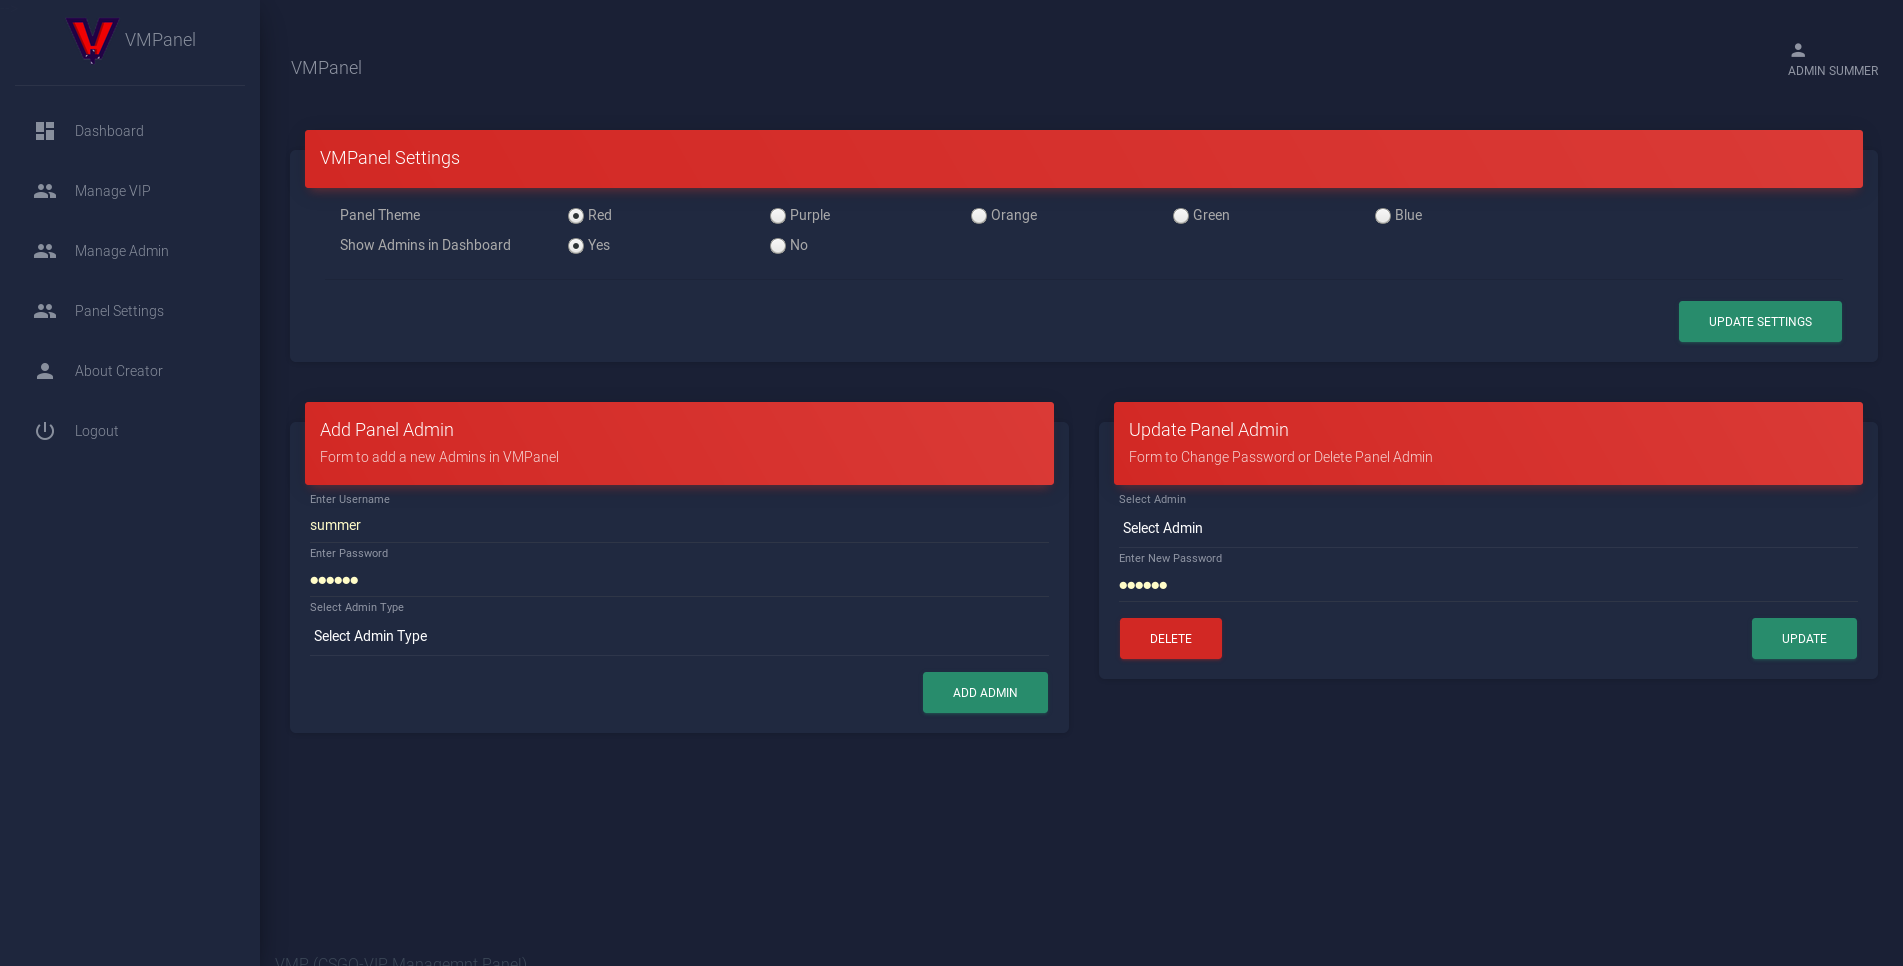 VMPanel
Dashboard
Manage VIP
Manage Admin
Panel Settings
About Creator
Logout
VMPanel
ADMIN SUMMER
VMPanel Settings
Panel Theme Red Purple Orange Green Blue
Show Admins in Dashboard Yes No
UPDATE SETTINGS
Add Panel Admin
Form to add a new Admins in VMPanel
Enter Username
summer
Enter Password
••••••
Select Admin Type
Select Admin Type
ADD ADMIN
Update Panel Admin
Form to Change Password or Delete Panel Admin
Select Admin
Select Admin
Enter New Password
••••••
DELETE UPDATE
VMP (CSGO-VIP Managemnt Panel)